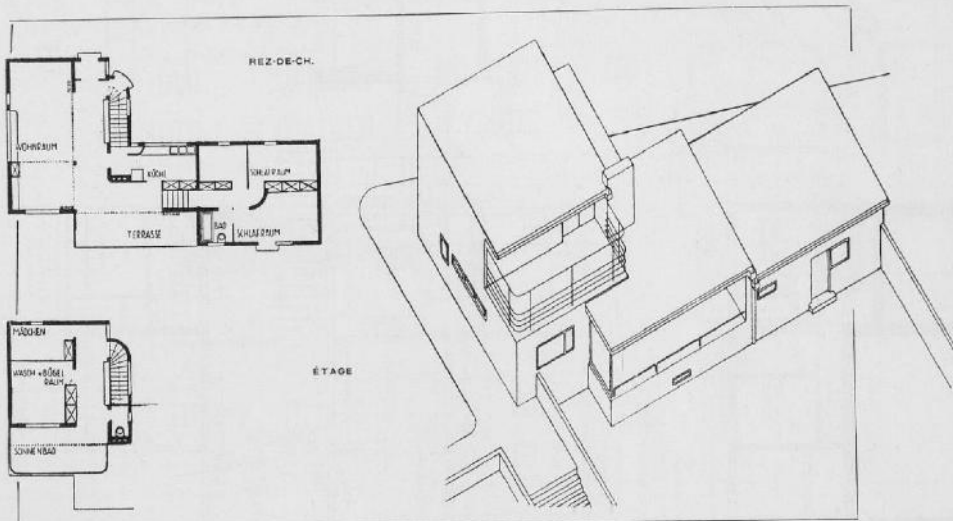 REZ-DE-CH.
WOHNRAUM
KÜCHE
SCHLAFRAUM
TERRASSE
BAD
SCHLAFRAUM
MÄDCHEN
WASCH u BÜGEL
RAUM
ÉTAGE
SONNENBAD